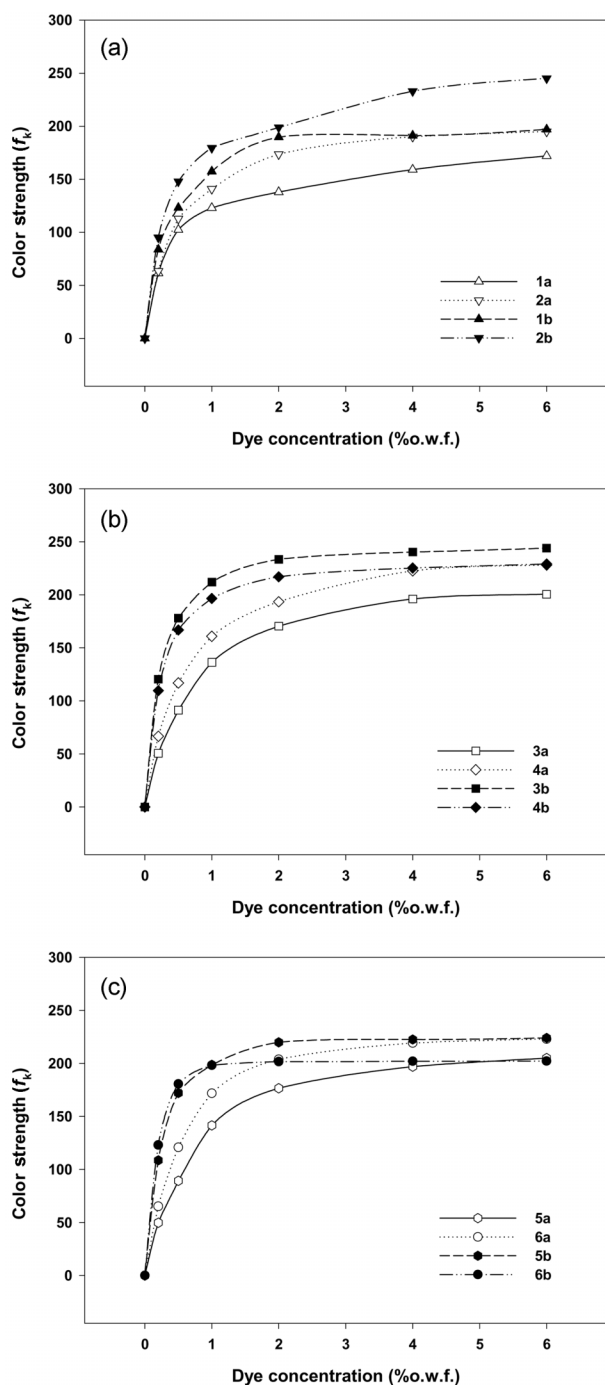 (a)
Color strength (fk)
300
250
200
150
100
50
0
1a
2a
1b
2b
0 1 2 3 4 5 6
Dye concentration (%o.w.f.)
(b)
Color strength (fk)
300
250
200
150
100
50
0
3a
4a
3b
4b
0 1 2 3 4 5 6
Dye concentration (%o.w.f.)
(c)
Color strength (fk)
300
250
200
150
100
50
0
5a
6a
5b
6b
0 1 2 3 4 5 6
Dye concentration (%o.w.f.)